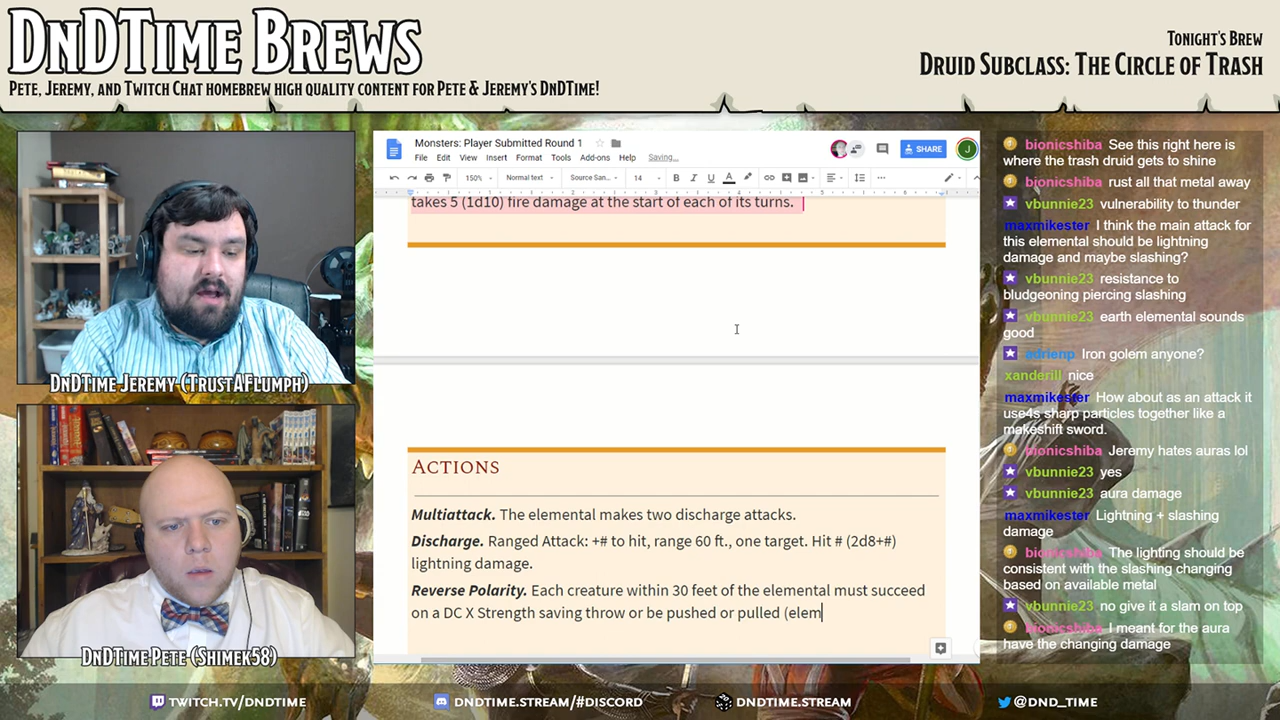 DnDTime Brews
Pete, Jeremy, and Twitch Chat homebrew high quality content for Pete & Jeremy's DnDTime!
Tonight's Brew
Druid Subclass: The Circle of Trash
DnDTime Jeremy (TrustAFlumph)
DnDTime Pete (Shimek58)
Monsters: Player Submitted Round 1
File Edit View Insert Format Tools Add-ons Help Saving...
SHARE
J
150% Normal text Source San... 14 B I U A
takes 5 (1d10) fire damage at the start of each of its turns.
Actions
Multiattack. The elemental makes two discharge attacks.
Discharge. Ranged Attack: +# to hit, range 60 ft., one target. Hit # (2d8+#)
lightning damage.
Reverse Polarity. Each creature within 30 feet of the elemental must succeed
on a DC X Strength saving throw or be pushed or pulled (elem
bionicshiba See this right here is
where the trash druid gets to shine
bionicshiba rust all that metal away
vbunnie23 vulnerability to thunder
maxmikester I think the main attack for
this elemental should be lightning
damage and maybe slashing?
vbunnie23 resistance to
bludgeoning piercing slashing
vbunnie23 earth elemental sounds
good
adrienp Iron golem anyone?
xanderill nice
maxmikester How about as an attack it
use4s sharp particles together like a
makeshift sword.
bionicshiba Jeremy hates auras lol
vbunnie23 yes
vbunnie23 aura damage
maxmikester Lightning + slashing
damage
bionicshiba The lighting should be
consistent with the slashing changing
based on available metal
vbunnie23 no give it a slam on top
bionicshiba I meant for the aura
have the changing damage
twitch.tv/dndtime
dndtime.stream/#discord
dndtime.stream
@dnd_time